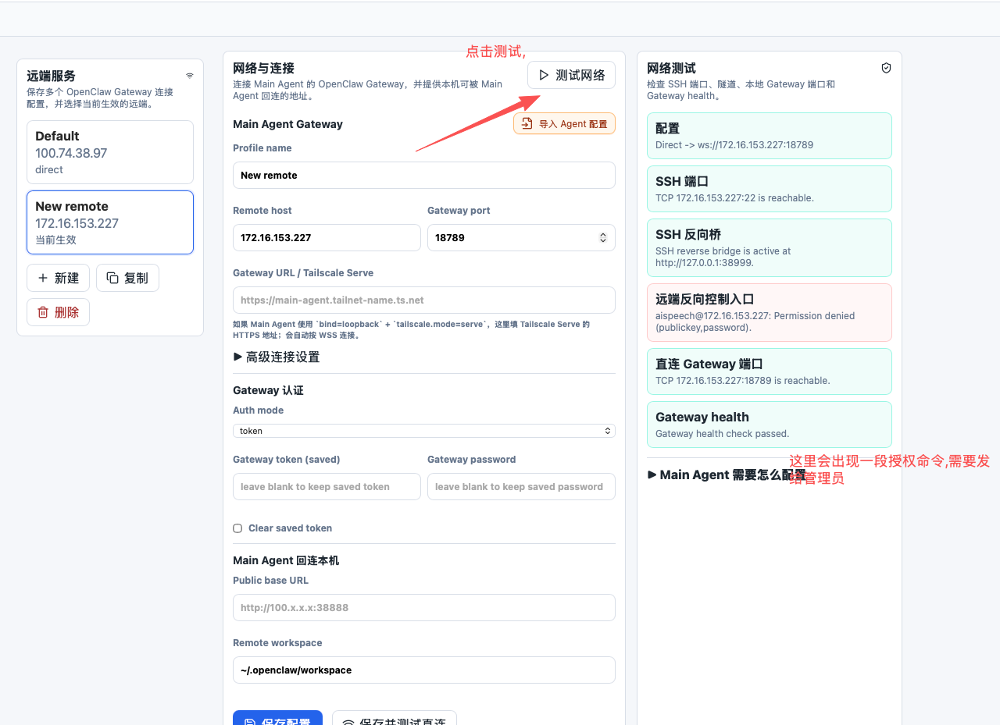 远端服务
保存多个 OpenClaw Gateway 连接
配置，并选择当前生效的远端。
Default
100.74.38.97
direct
New remote
172.16.153.227
当前生效
新建
复制
删除
网络与连接
连接 Main Agent 的 OpenClaw Gateway，并提供本机可被 Main
Agent 回连的地址。
点击测试,
测试网络
Main Agent Gateway
导入 Agent 配置
Profile name
New remote
Remote host
Gateway port
172.16.153.227
18789
Gateway URL / Tailscale Serve
https://main-agent.tailnet-name.ts.net
如果 Main Agent 使用 `bind=loopback` + `tailscale.mode=serve`，这里填 Tailscale Serve 的
HTTPS 地址；会自动按 WSS 连接。
高级连接设置
Gateway 认证
Auth mode
token
Gateway token (saved)
Gateway password
leave blank to keep saved token
leave blank to keep saved password
Clear saved token
Main Agent 回连本机
Public base URL
http://100.x.x.x:38888
Remote workspace
~/.openclaw/workspace
保存配置
保存并测试直连
网络测试
检查 SSH 端口、隧道、本地 Gateway 端口和
Gateway health。
配置
Direct -> ws://172.16.153.227:18789
SSH 端口
TCP 172.16.153.227:22 is reachable.
SSH 反向桥
SSH reverse bridge is active at
http://127.0.0.1:38999.
远端反向控制入口
aispeech@172.16.153.227: Permission denied
(publickey,password).
直连 Gateway 端口
TCP 172.16.153.227:18789 is reachable.
Gateway health
Gateway health check passed.
Main Agent 需要怎么配置
这里会出现一段授权命令,需要发
给管理员